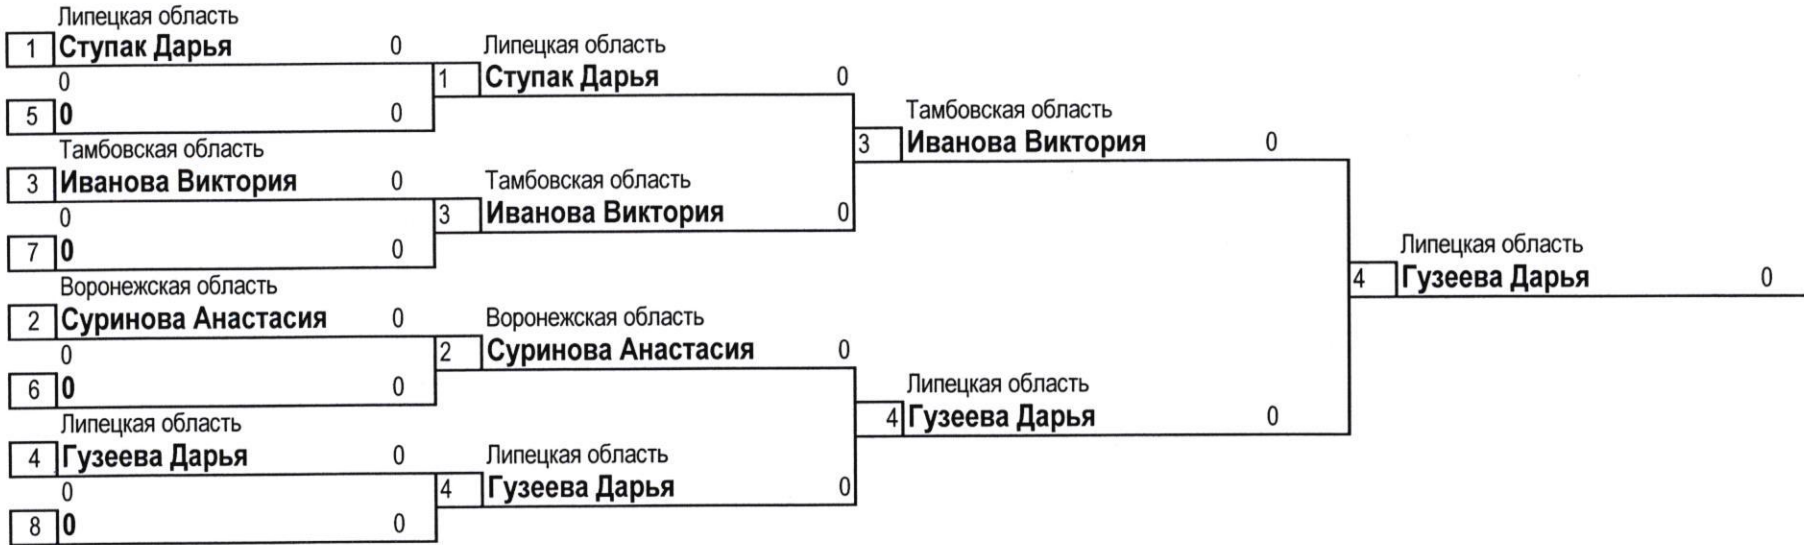 Липецкая область
1 Ступак Дарья 0
0
5 0 0
Тамбовская область
3 Иванова Виктория 0
0
7 0 0
Воронежская область
2 Суринова Анастасия 0
0
6 0 0
Липецкая область
4 Гузеева Дарья 0
0
8 0 0
Липецкая область
1 Ступак Дарья 0
Тамбовская область
3 Иванова Виктория 0
Воронежская область
2 Суринова Анастасия 0
Липецкая область
4 Гузеева Дарья 0
Тамбовская область
3 Иванова Виктория 0
Липецкая область
4 Гузеева Дарья 0
Липецкая область
4 Гузеева Дарья 0